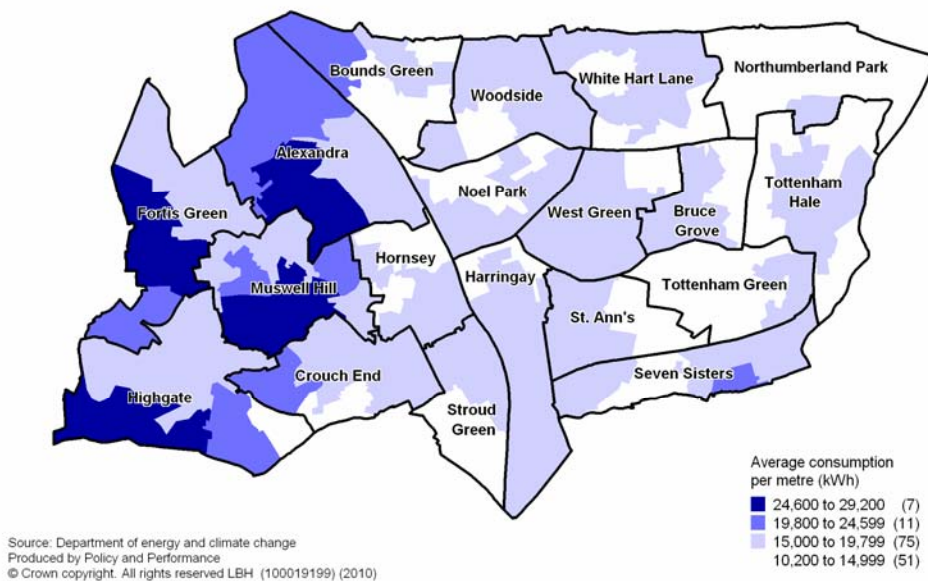 Bounds Green
White Hart Lane
Northumberland Park
Woodside
Alexandra
Noel Park
Tottenham
Hale
Fortis Green
West Green
Bruce
Grove
Hornsey
Harringay
Muswell Hill
Tottenham Green
St. Ann's
Crouch End
Seven Sisters
Highgate
Stroud
Green
Average consumption
per metre (kWh)
24,600 to 29,200 (7)
19,800 to 24,599 (11)
15,000 to 19,799 (75)
10,200 to 14,999 (51)
Source: Department of energy and climate change
Produced by Policy and Performance
© Crown copyright. All rights reserved LBH (100019199) (2010)